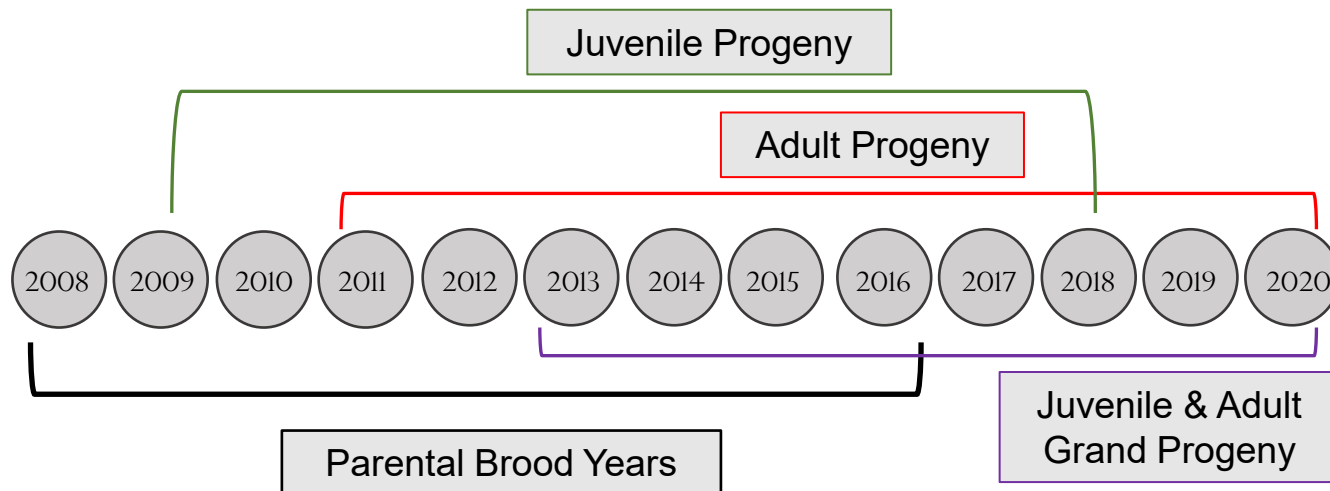 Juvenile Progeny
Adult Progeny
2008 2009 2010 2011 2012 2013 2014 2015 2016 2017 2018 2019 2020
Juvenile & Adult
Grand Progeny
Parental Brood Years